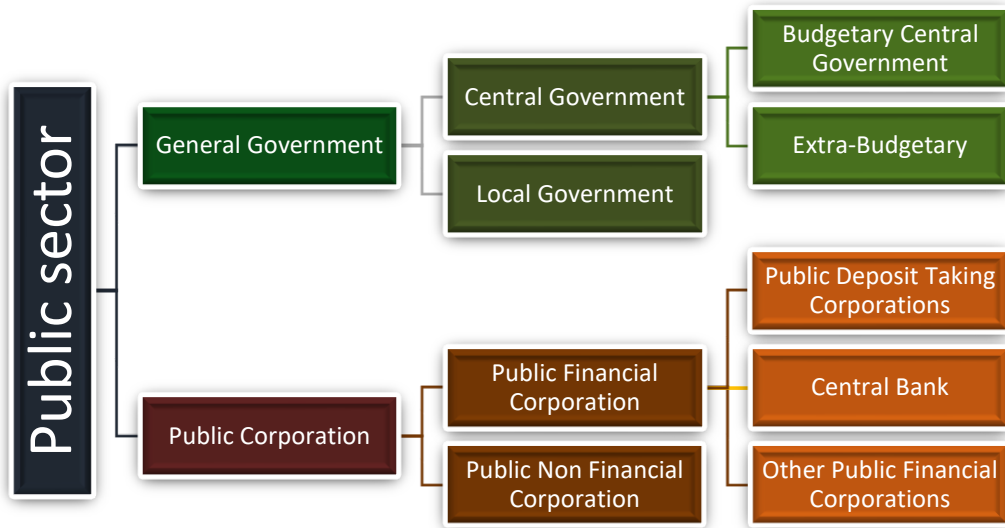 Public sector
General Government
Central Government
Budgetary Central
Government
Extra-Budgetary
Local Government
Public Corporation
Public Financial
Corporation
Public Deposit Taking
Corporations
Central Bank
Other Public Financial
Corporations
Public Non Financial
Corporation